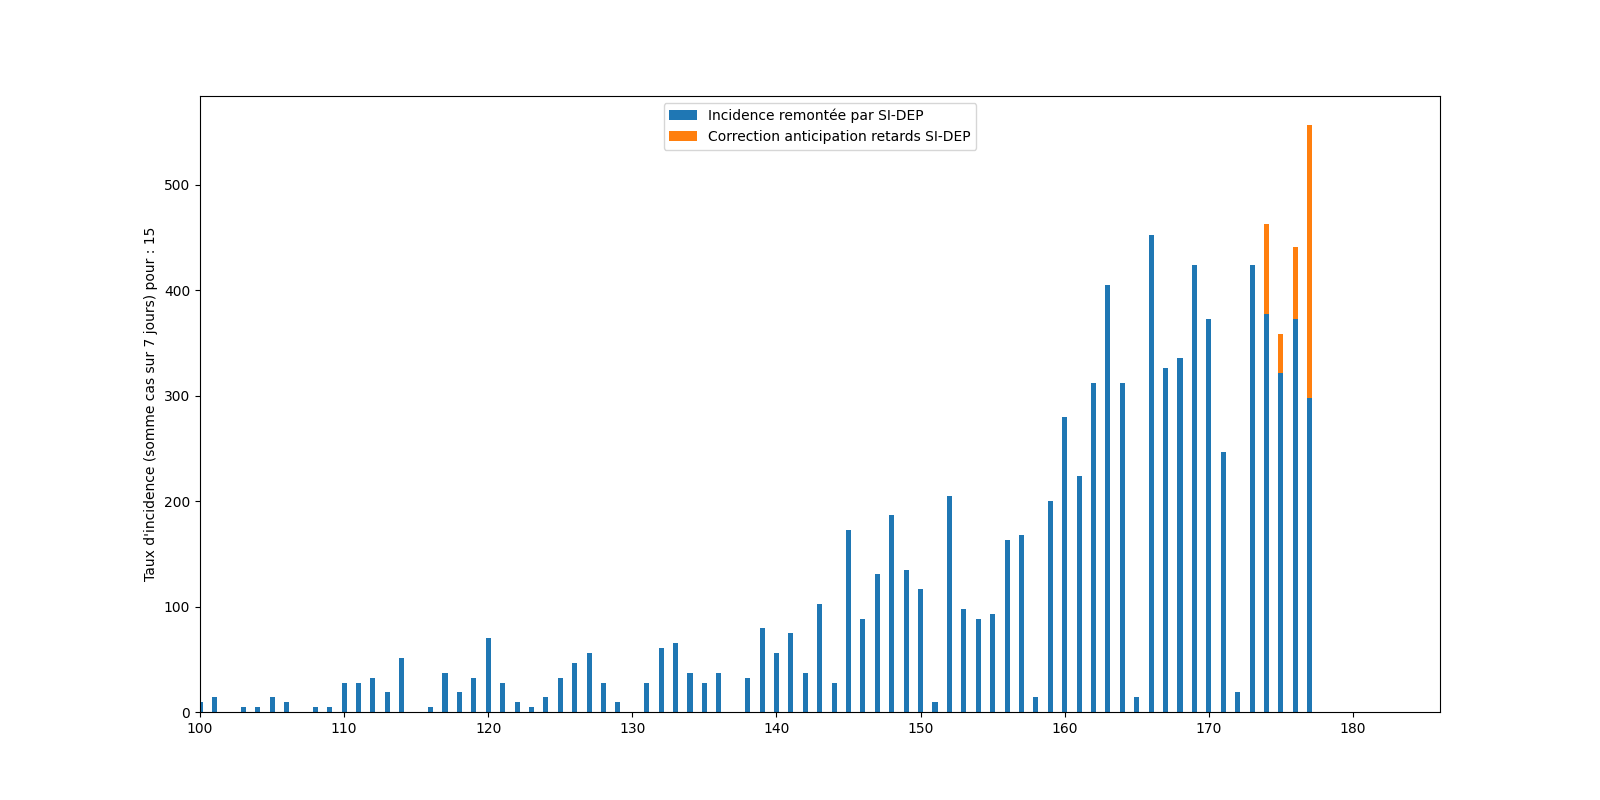 Incidence remontée par SI-DEP
Correction anticipation retards SI-DEP
Taux d'incidence (somme cas sur 7 jours) pour : 15
500
400
300
200
100
0
100 110 120 130 140 150 160 170 180